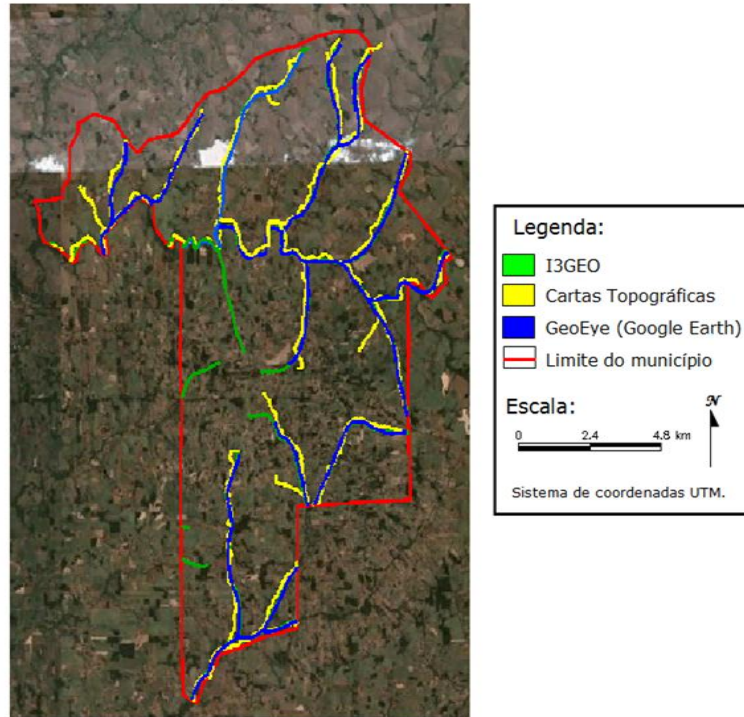 Legenda:
I3GEO
Cartas Topográficas
GeoEye (Google Earth)
Limite do município
Escala:
N
0 2.4 4.8 km
Sistema de coordenadas UTM.